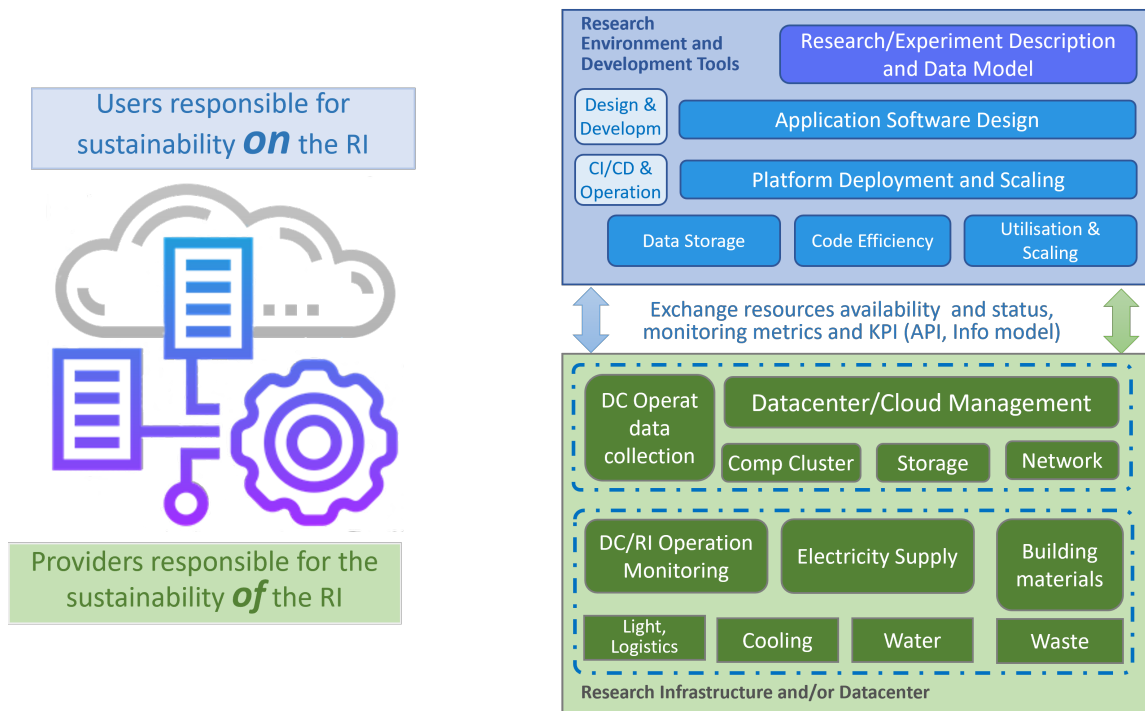 Users responsible for
sustainability on the RI
Providers responsible for the
sustainability of the RI
Research
Environment and
Development Tools
Research/Experiment Description
and Data Model
Design &
Developm
Application Software Design
CI/CD &
Operation
Platform Deployment and Scaling
Data Storage
Code Efficiency
Utilisation &
Scaling
Exchange resources availability and status,
monitoring metrics and KPI (API, Info model)
DC Operat
data
collection
Datacenter/Cloud Management
Comp Cluster
Storage
Network
DC/RI Operation
Monitoring
Electricity Supply
Building
materials
Light,
Logistics
Cooling
Water
Waste
Research Infrastructure and/or Datacenter